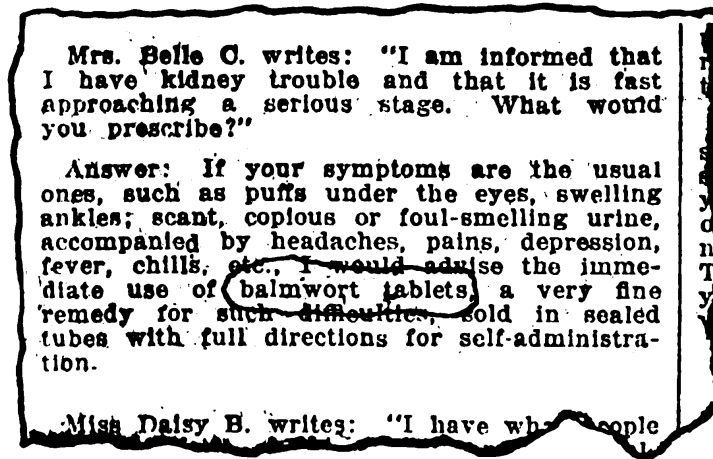 Mrs. Belle C. writes: "I am informed that
I have kidney trouble and that it is fast
approaching a serious stage. What would
you prescribe?"
Answer: If your symptoms are the usual
ones, such as puffs under the eyes, swelling
ankles; scant, copious or foul-smelling urine,
accompanied by headaches, pains, depression,
fever, chills, etc., I would advise the imme-
diate use of balmwort tablets, a very fine
remedy for such difficulties, sold in sealed
tubes with full directions for self-administra-
tion.
Miss Daisy B. writes: "I have